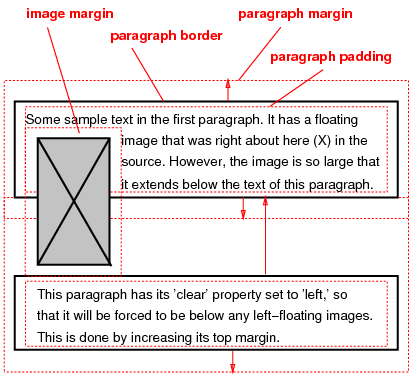 image margin
paragraph margin
paragraph border
paragraph padding
Some sample text in the first paragraph. It has a floating
image that was right about here (X) in the
source. However, the image is so large that
it extends below the text of this paragraph.
This paragraph has its 'clear' property set to 'left,' so
that it will be forced to be below any left–floating images.
This is done by increasing its top margin.